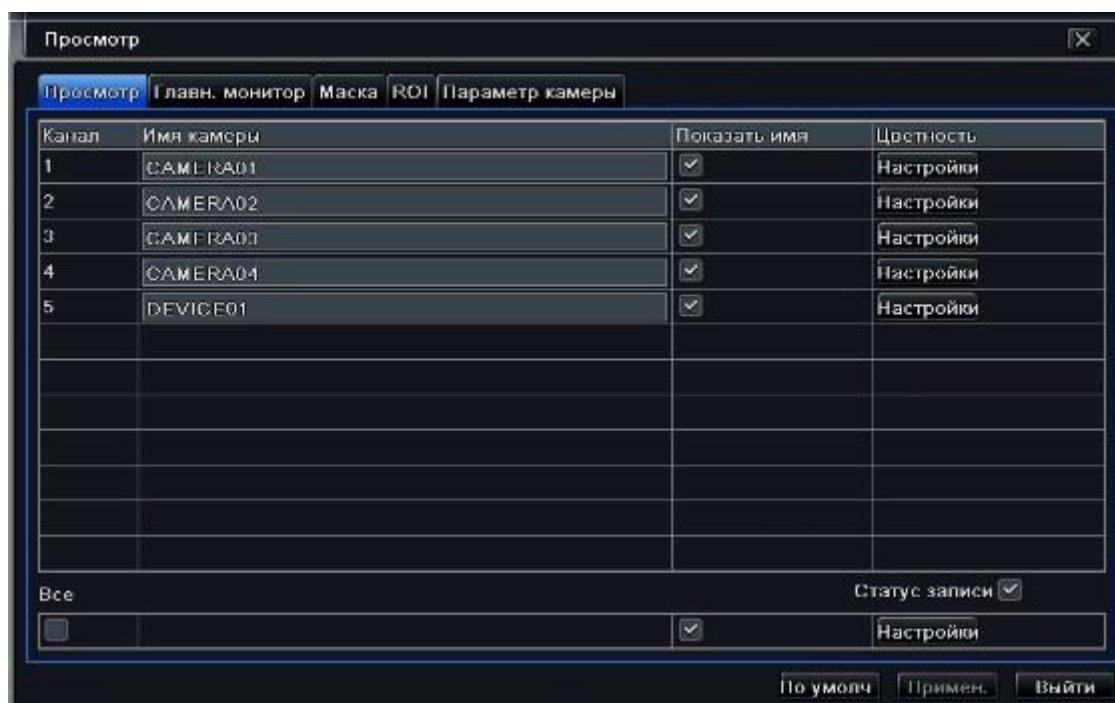 Просмотр
Просмотр Главн. монитор Маска ROI Параметр камеры
Канал Имя камеры Показать имя Цветность
1 CAMERA01 Настройки
2 CAMERA02 Настройки
3 CAMERA03 Настройки
4 CAMERA04 Настройки
5 DEVICE01 Настройки
Все Статус записи
Настройки
По умолч Примен. Выйти